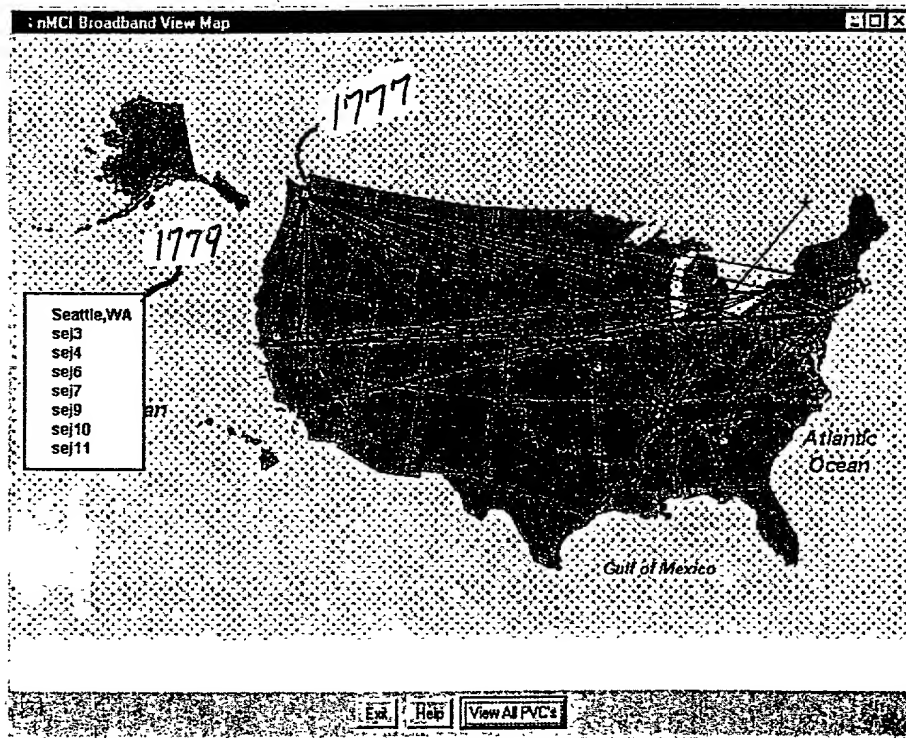 nMCI Broadband View Map
1777
1779
Seattle,WA
sej3
sej4
sej6
sej7
sej9
sej10
sej11
an
Atlantic
Ocean
Gulf of Mexico
Exit Help View All PVC's